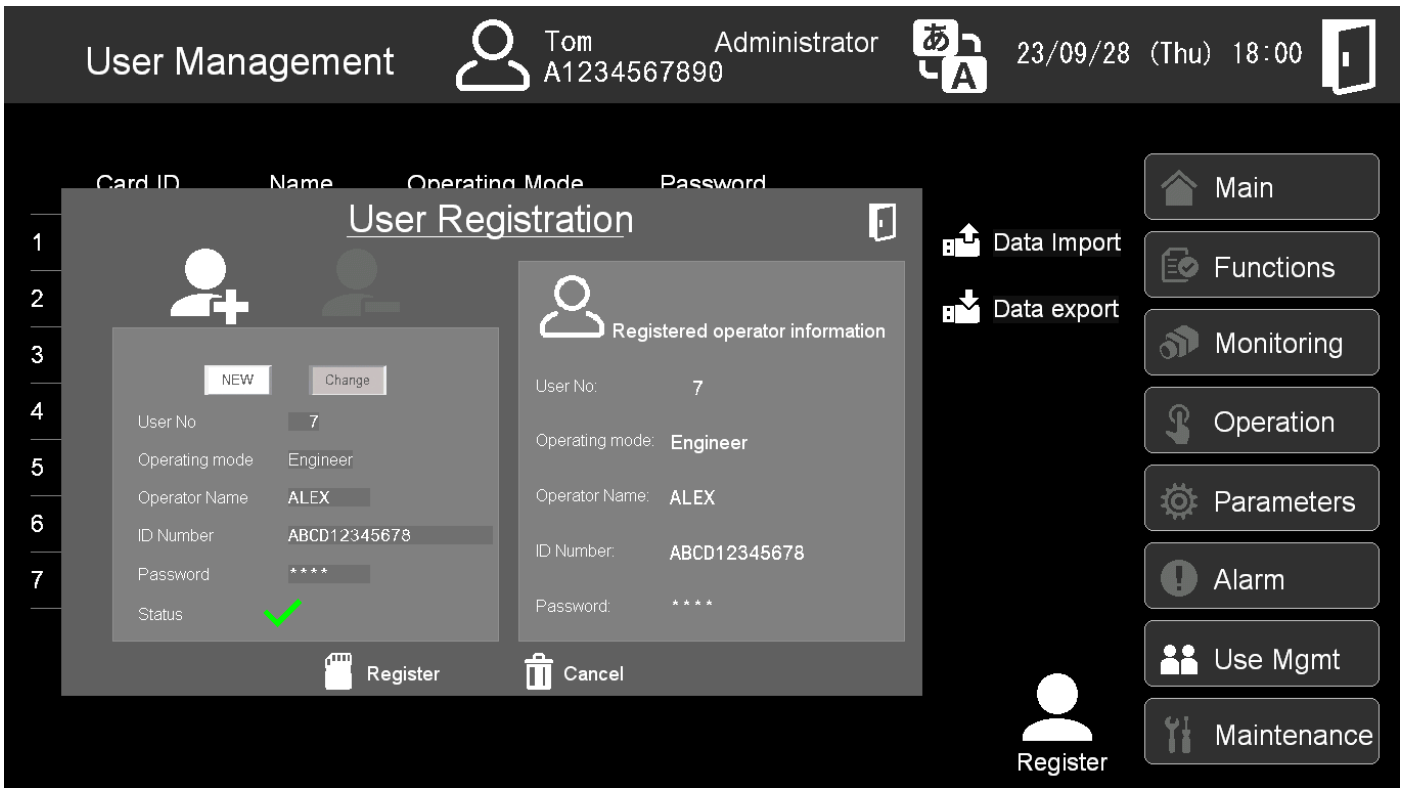 User Management
Tom Administrator
A1234567890
あ
A
23/09/28 (Thu) 18:00
Card ID Name Operating Mode Password
1
2
3
4
5
6
7
User Registration
NEW Change
User No 7
Operating mode Engineer
Operator Name ALEX
ID Number ABCD12345678
Password ****
Status
Registered operator information
User No: 7
Operating mode: Engineer
Operator Name: ALEX
ID Number: ABCD12345678
Password: ****
Register Cancel
Data Import
Data export
Register
Main
Functions
Monitoring
Operation
Parameters
Alarm
Use Mgmt
Maintenance